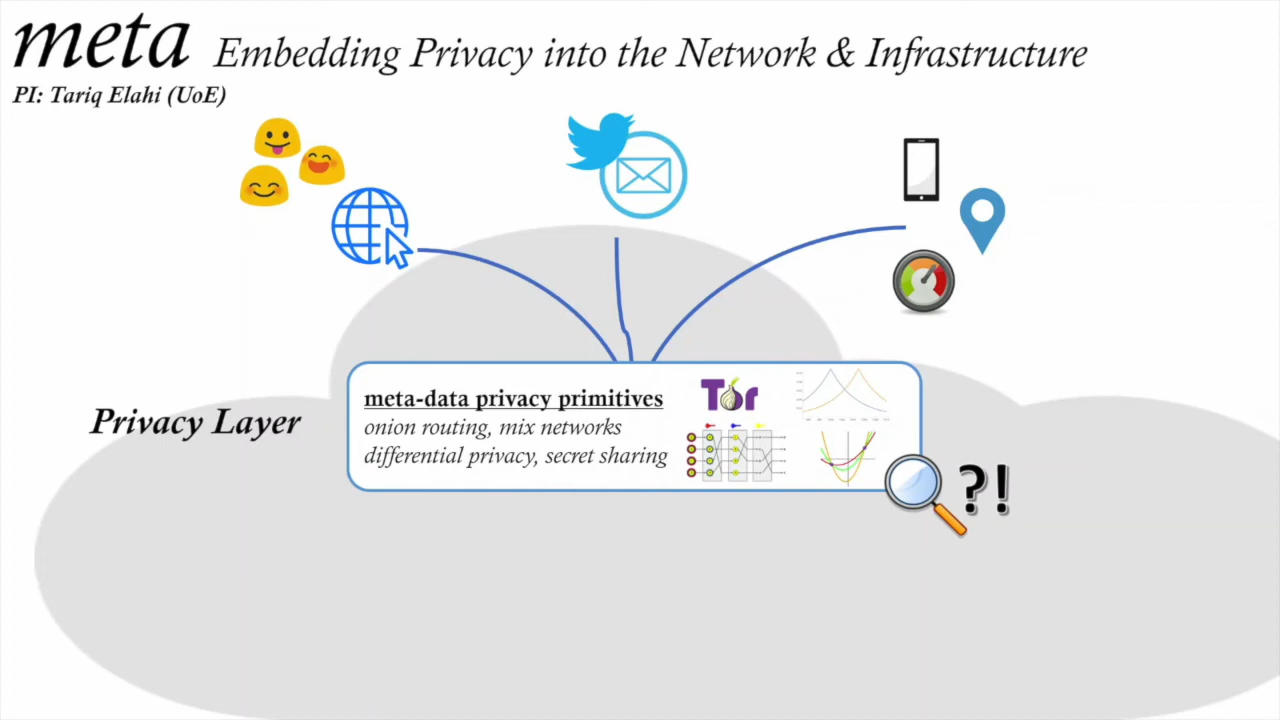 meta Embedding Privacy into the Network & Infrastructure
PI: Tariq Elahi (UoE)
Privacy Layer
meta-data privacy primitives
onion routing, mix networks
differential privacy, secret sharing
Tor
?!